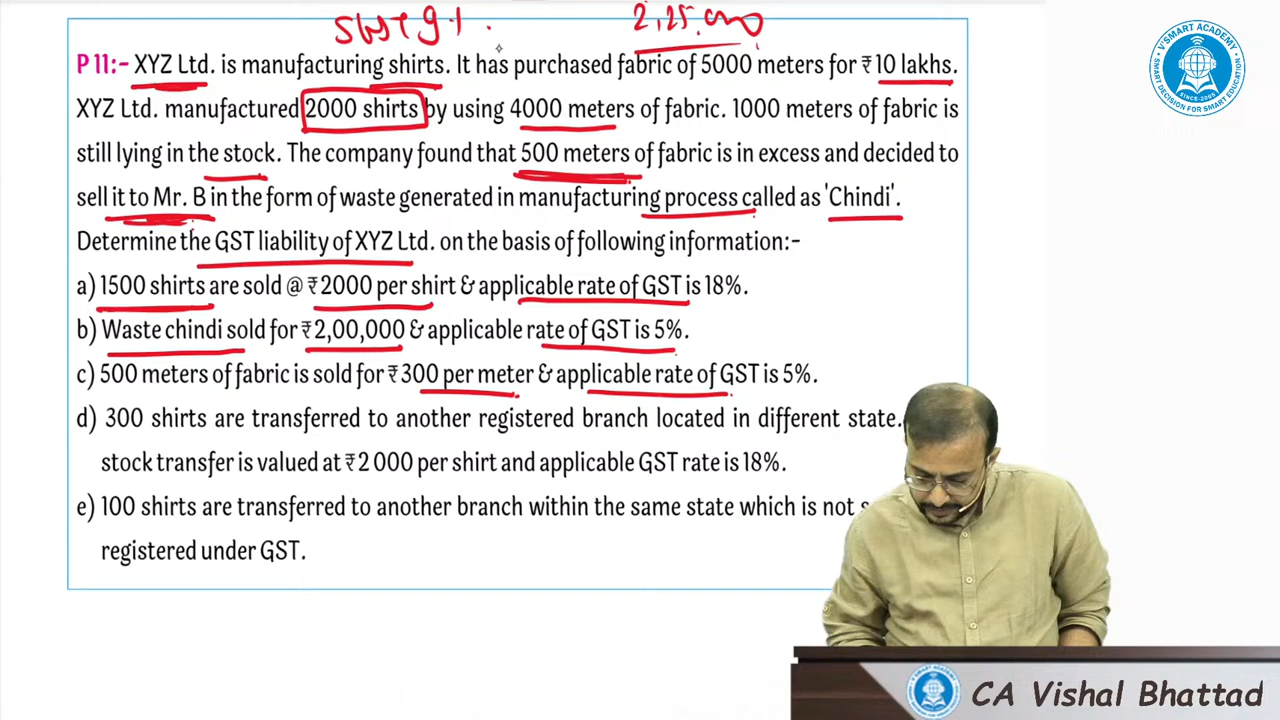 2,25,000
P 11:- XYZ Ltd. is manufacturing shirts. It has purchased fabric of 5000 meters for ₹ 10 lakhs.
XYZ Ltd. manufactured 2000 shirts by using 4000 meters of fabric. 1000 meters of fabric is
still lying in the stock. The company found that 500 meters of fabric is in excess and decided to
sell it to Mr. B in the form of waste generated in manufacturing process called as 'Chindi'.
Determine the GST liability of XYZ Ltd. on the basis of following information:-
a) 1500 shirts are sold @ ₹ 2000 per shirt & applicable rate of GST is 18%.
b) Waste chindi sold for ₹ 2,00,000 & applicable rate of GST is 5%.
c) 500 meters of fabric is sold for ₹ 300 per meter & applicable rate of GST is 5%.
d) 300 shirts are transferred to another registered branch located in different state.
stock transfer is valued at ₹ 2 000 per shirt and applicable GST rate is 18%.
e) 100 shirts are transferred to another branch within the same state which is not
registered under GST.
V'SMART ACADEMY
SINCE-2005
SMART DECISION FOR SMART EDUCATION
CA Vishal Bhattad